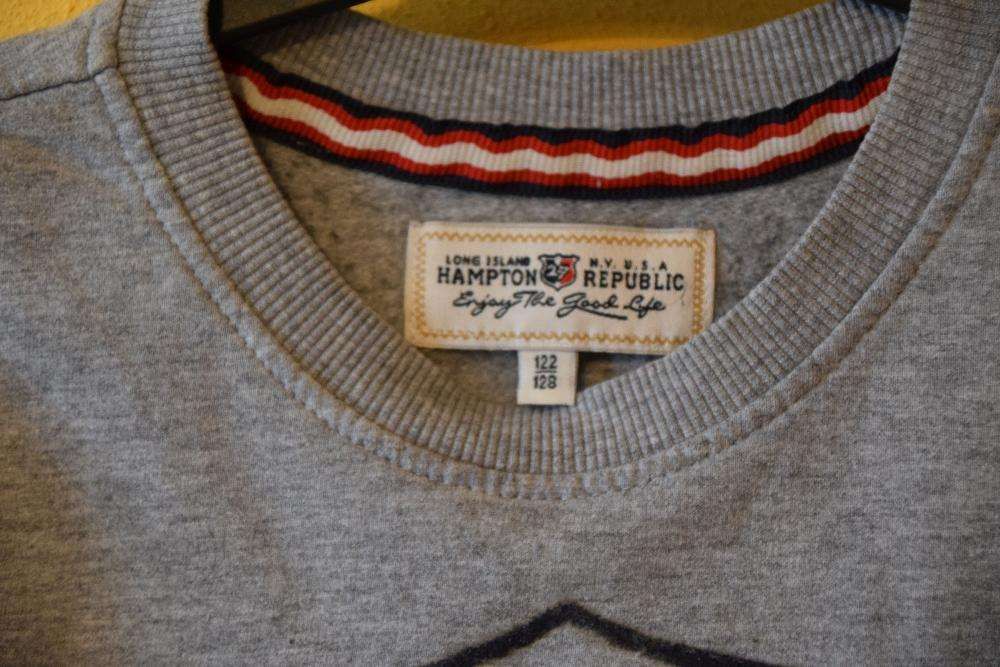 LONG ISLAND N.Y. U.S.A
HAMPTON 27 REPUBLIC
Enjoy The Good Life
122
128